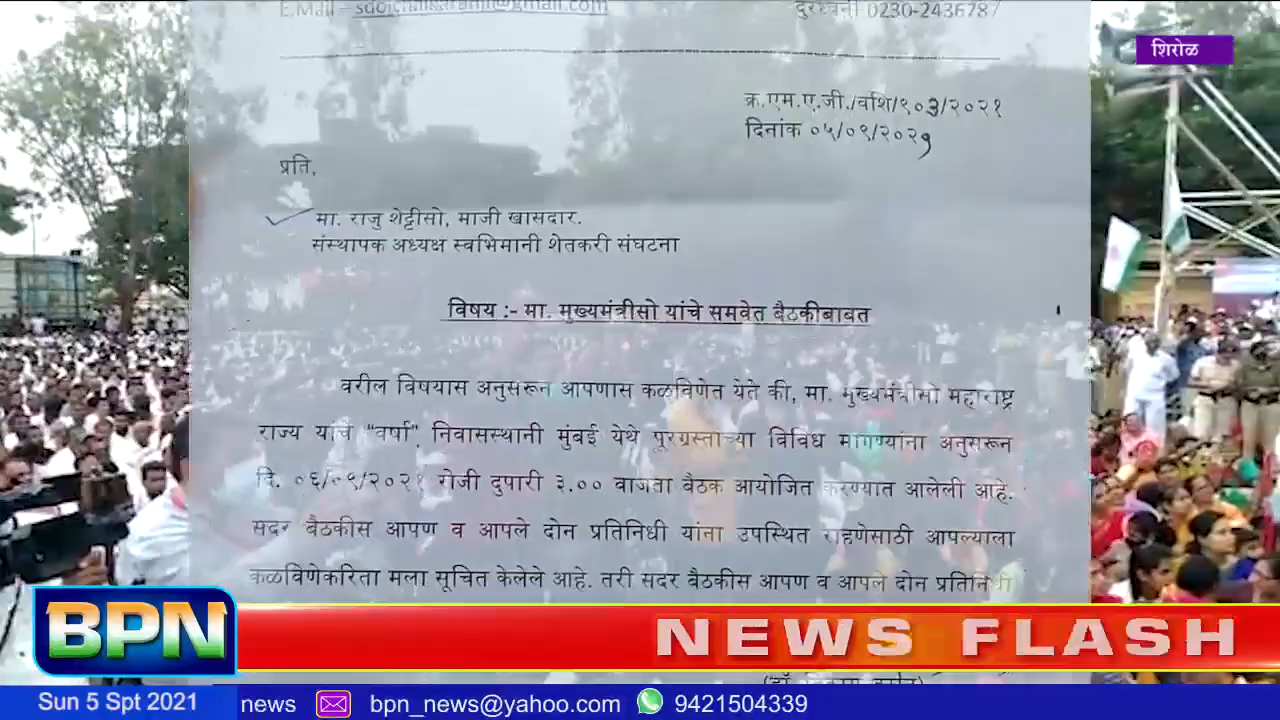 E.Mail – sdoichalkaranji@gmail.com
दुरध्वनी 0230-2436787
शिरोळ
क्र.एम.ए.जी./वशि/९०3/२०२१
दिनांक ०५/०९/२०२१
प्रति,
मा. राजु शेट्टीसो, माजी खासदार.
संस्थापक अध्यक्ष स्वभिमानी शेतकरी संघटना
विषय :- मा. मुख्यमंत्रीसो यांचे समवेत बैठकीबाबत
वरील विषयास अनुसरून आपणास कळविणेत येते की, मा. मुख्यमंत्रीसो महाराष्ट्र
राज्य यांचे "वर्षा", निवासस्थानी मुंबई येथे पूरग्रस्तांच्या विविध मागण्यांना अनुसरून
दि. ०६/०९/२०२१ रोजी दुपारी ३.०० वाजता बैठक आयोजित करण्यात आलेली आहे.
सदर बैठकीस आपण व आपले दोन प्रतिनिधी यांना उपस्थित राहणेसाठी आपल्याला
कळविणेकरिता मला सूचित केलेले आहे. तरी सदर बैठकीस आपण व आपले दोन प्रतिनिधी
BPN
NEWS FLASH
Sun 5 Spt 2021
news
bpn_news@yahoo.com
9421504339